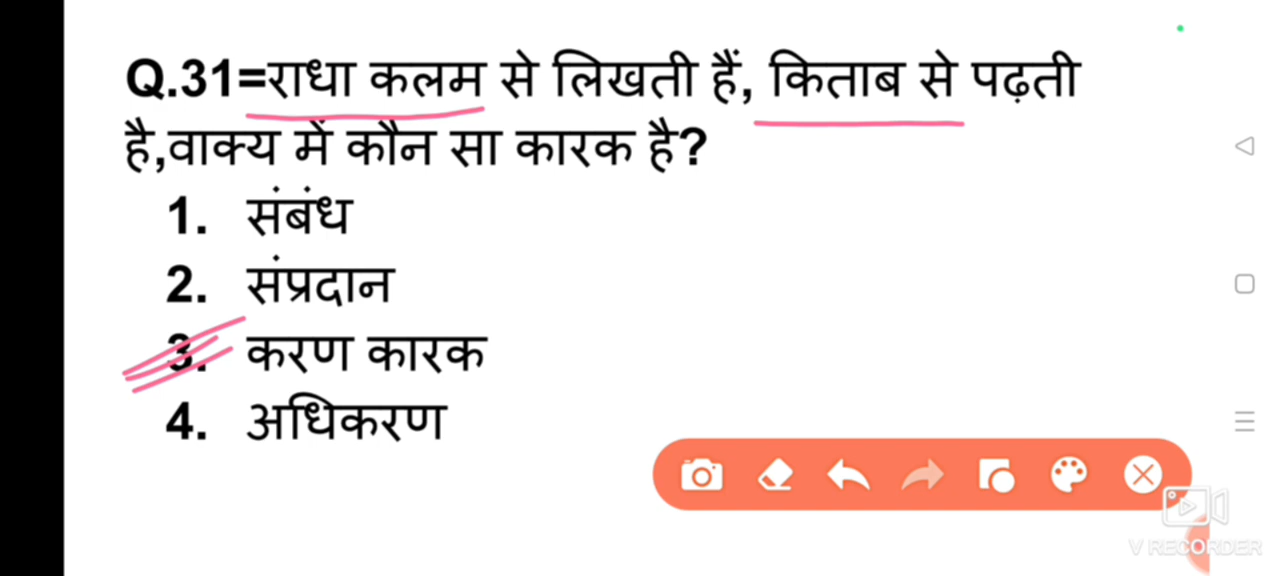 Q.31=राधा कलम से लिखती हैं, किताब से पढ़ती
है,वाक्य में कौन सा कारक है?
1. संबंध
2. संप्रदान
3. करण कारक
4. अधिकरण
V RECORDER